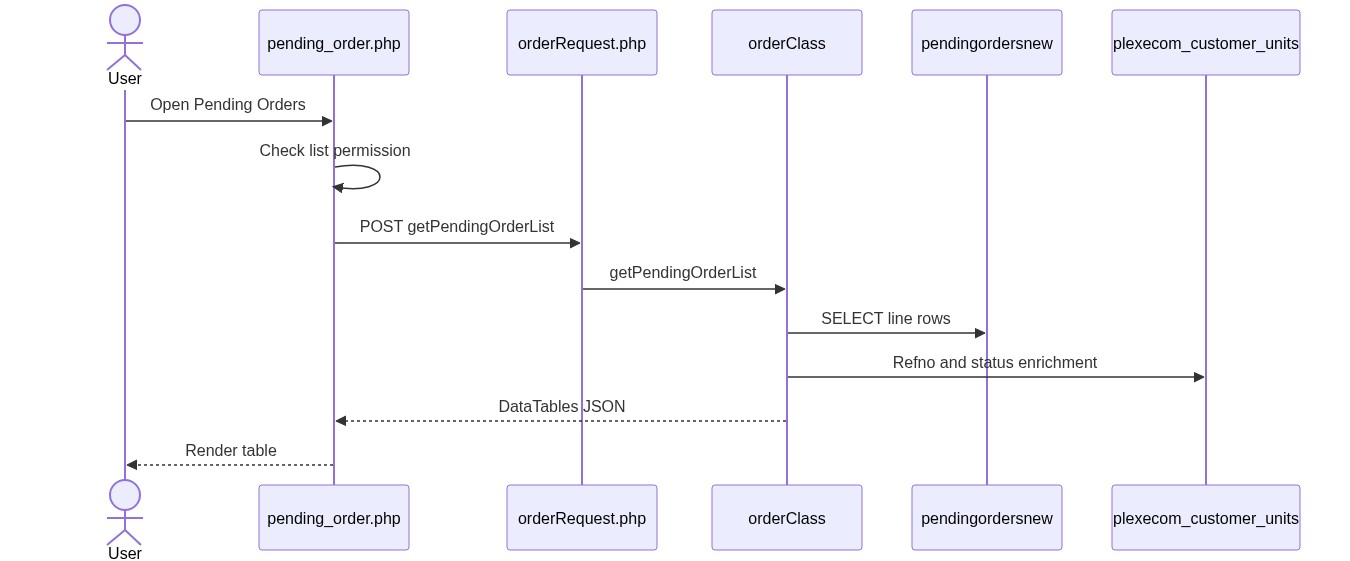 User
pending_order.php
orderRequest.php
orderClass
pendingordersnew
plexecom_customer_units
Open Pending Orders
Check list permission
POST getPendingOrderList
getPendingOrderList
SELECT line rows
Refno and status enrichment
DataTables JSON
Render table
User
pending_order.php
orderRequest.php
orderClass
pendingordersnew
plexecom_customer_units